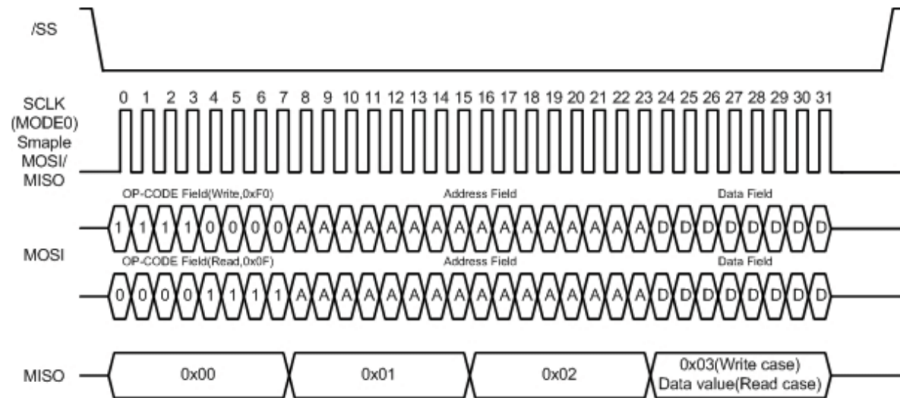 /SS
0 1 2 3 4 5 6 7 8 9 10 11 12 13 14 15 16 17 18 19 20 21 22 23 24 25 26 27 28 29 30 31
SCLK
(MODE0)
Smaple
MOSI/
MISO
OP-CODE Field(Write,0xF0) Address Field Data Field
1 1 1 1 0 0 0 0 A A A A A A A A A A A A A A A A D D D D D D D D
MOSI
OP-CODE Field(Read,0x0F) Address Field Data Field
0 0 0 0 1 1 1 1 A A A A A A A A A A A A A A A A D D D D D D D D
MISO 0x00 0x01 0x02 0x03(Write case)
Data value(Read case)